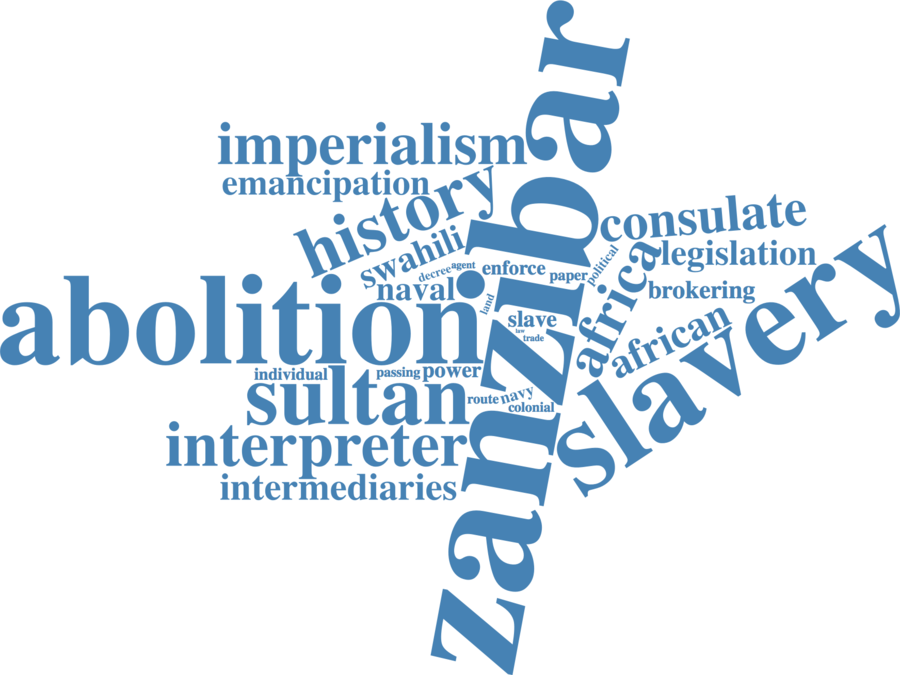 zanzibar
imperialism
emancipation
history
consulate
swahili
legislation
political
decree
agent
enforce
paper
africa
naval
brokering
slavery
abolition
land
slave
law
trade
african
individual
passing
power
sultan
route
navy
colonial
interpreter
intermediaries